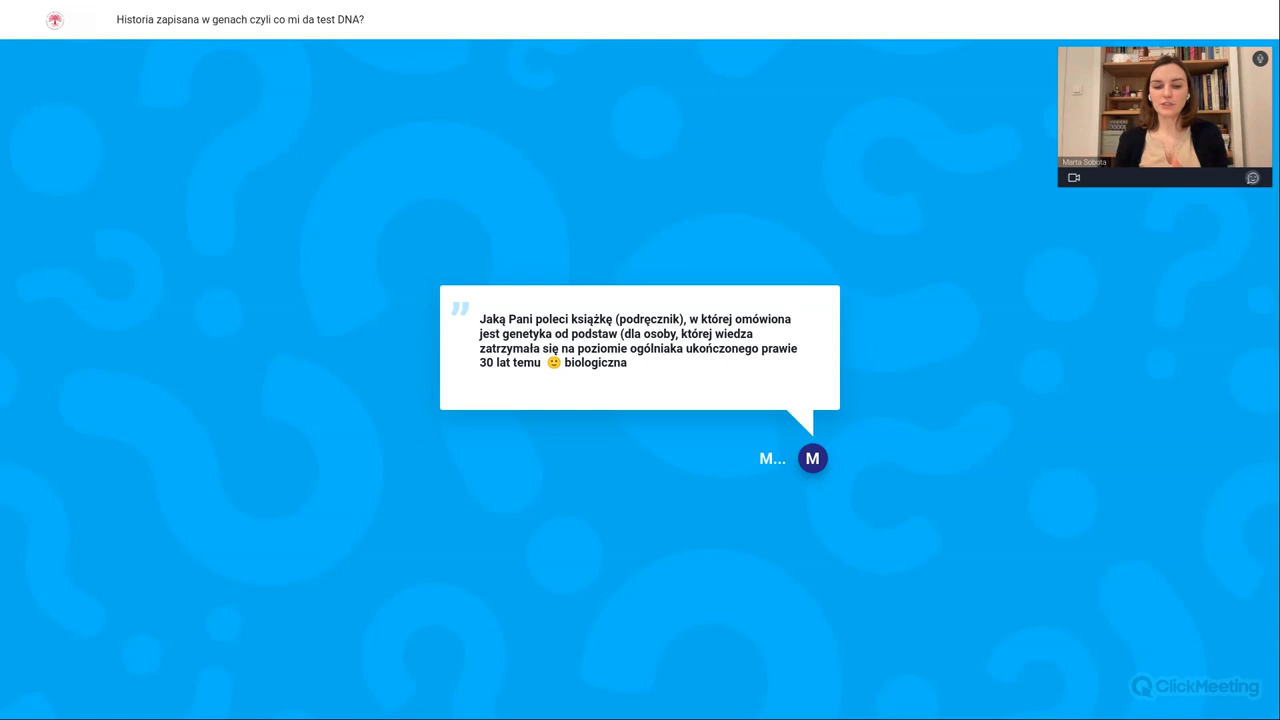 Historia zapisana w genach czyli co mi da test DNA?
Marta Sobota
Jaką Pani poleci książkę (podręcznik), w której omówiona
jest genetyka od podstaw (dla osoby, której wiedza
zatrzymała się na poziomie ogólniaka ukończonego prawie
30 lat temu 🙂 biologiczna
M... M
ClickMeeting